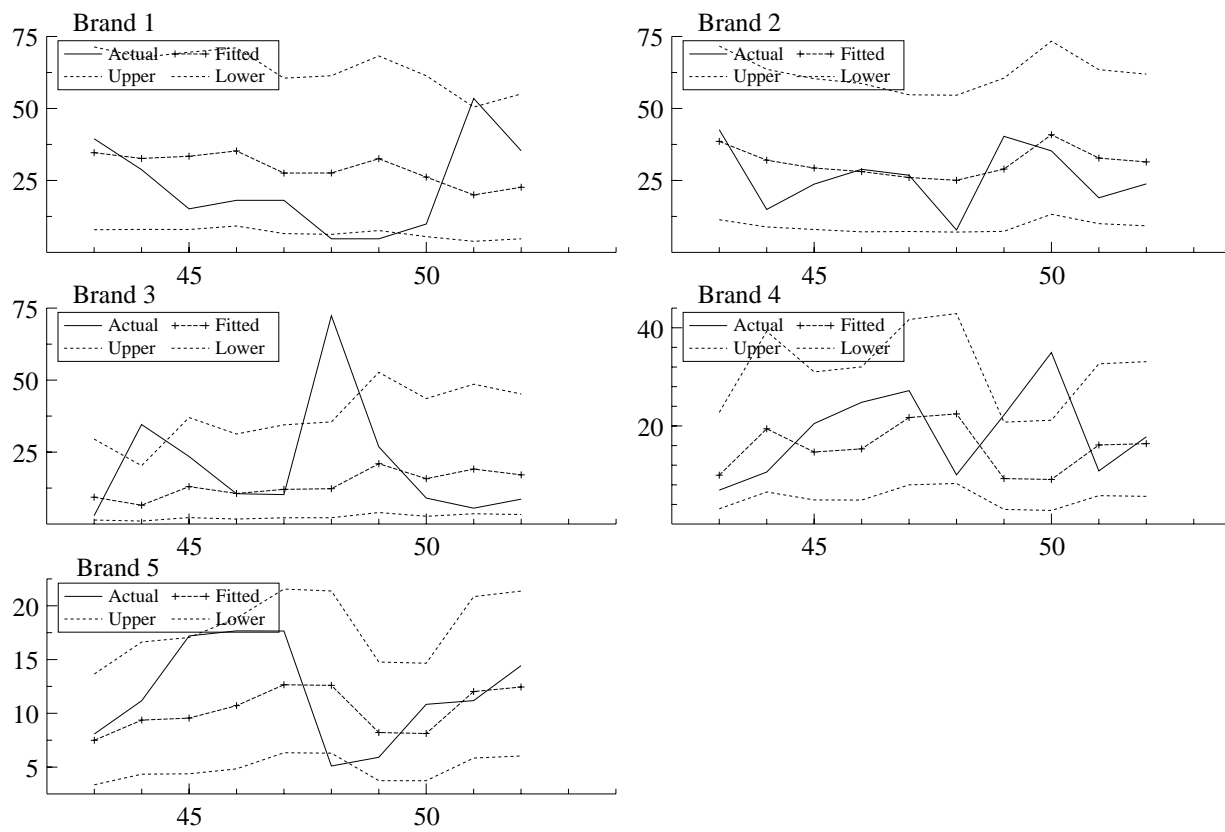 Brand 1
75
50
25
Actual Fitted
Upper Lower
45 50
Brand 2
75
50
25
Actual Fitted
Upper Lower
45 50
Brand 3
75
50
25
Actual Fitted
Upper Lower
45 50
Brand 4
40
20
Actual Fitted
Upper Lower
45 50
Brand 5
20
15
10
5
Actual Fitted
Upper Lower
45 50